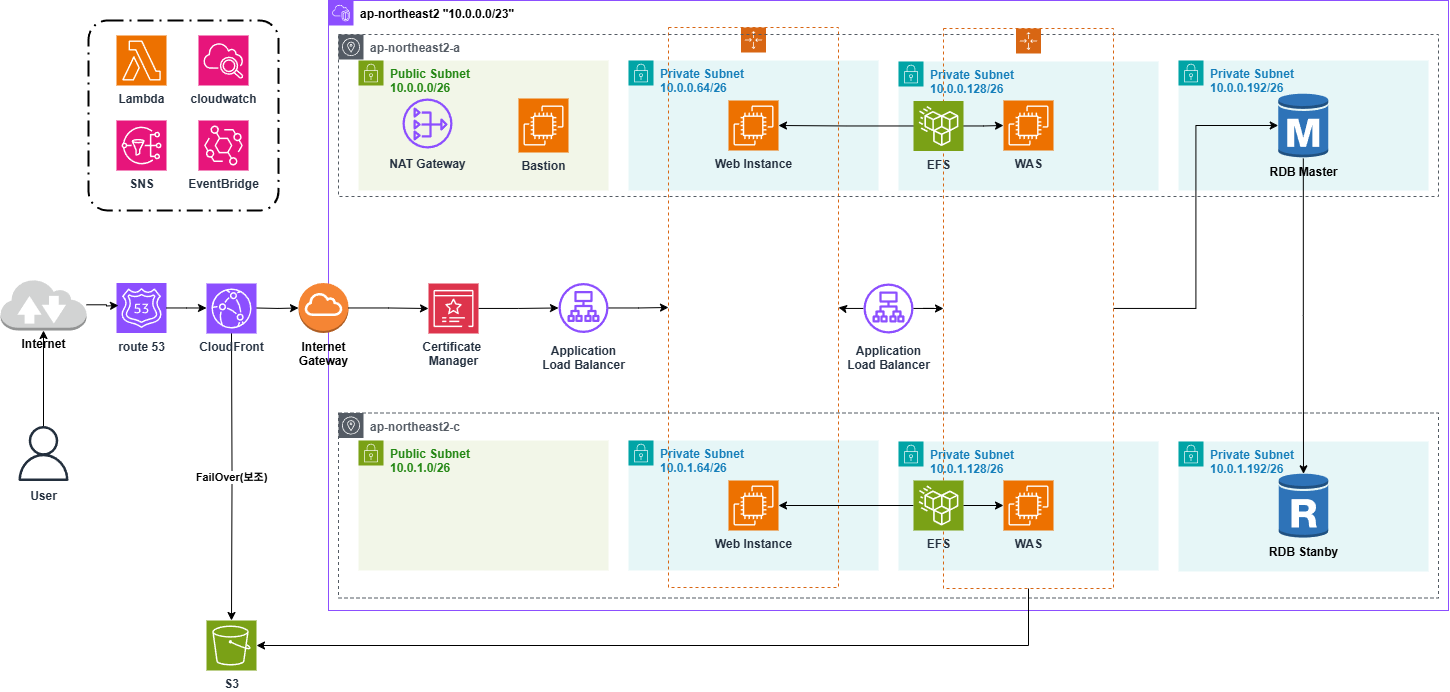 ap-northeast2 "10.0.0.0/23"
Lambda
cloudwatch
SNS
EventBridge
ap-northeast2-a
Public Subnet
10.0.0.0/26
NAT Gateway
Bastion
Private Subnet
10.0.0.64/26
Web Instance
Private Subnet
10.0.0.128/26
EFS
WAS
Private Subnet
10.0.0.192/26
M
RDB Master
Internet
53
route 53
CloudFront
Internet
Gateway
Certificate
Manager
Application
Load Balancer
Application
Load Balancer
User
FailOver(보조)
ap-northeast2-c
Public Subnet
10.0.1.0/26
Private Subnet
10.0.1.64/26
Web Instance
Private Subnet
10.0.1.128/26
EFS
WAS
Private Subnet
10.0.1.192/26
R
RDB Stanby
S3